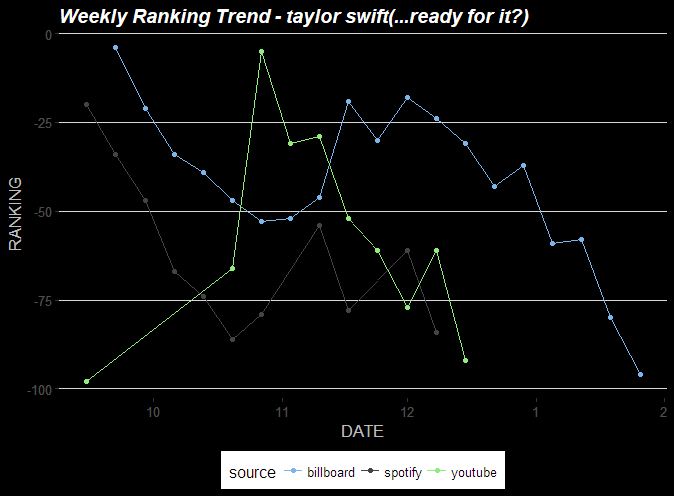 Weekly Ranking Trend - taylor swift(...ready for it?)
0
-25
-50
-75
-100
RANKING
10 11 12 1 2
DATE
source billboard spotify youtube